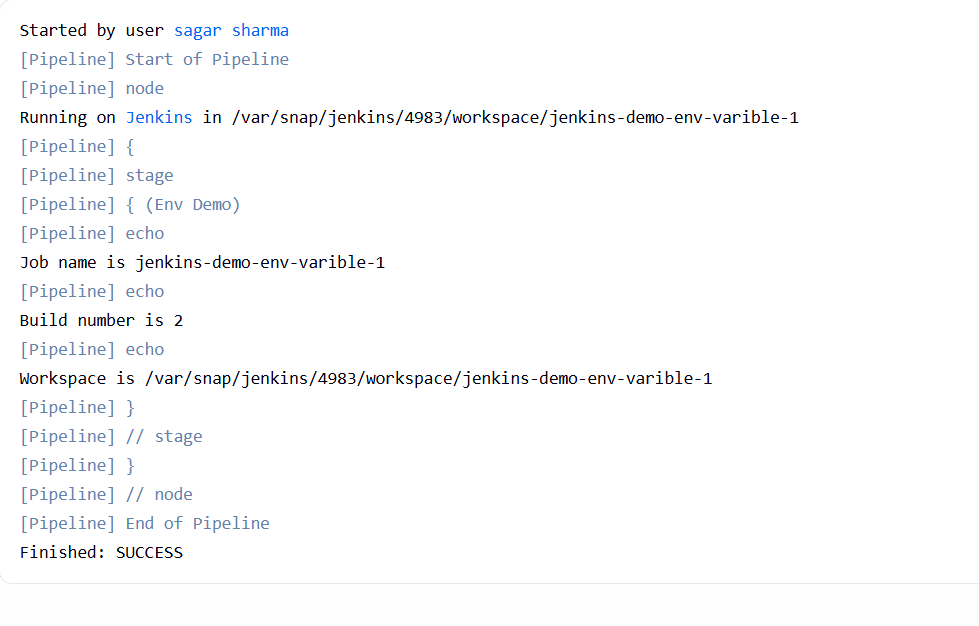 Started by user sagar sharma
[Pipeline] Start of Pipeline
[Pipeline] node
Running on Jenkins in /var/snap/jenkins/4983/workspace/jenkins-demo-env-varible-1
[Pipeline] {
[Pipeline] stage
[Pipeline] { (Env Demo)
[Pipeline] echo
Job name is jenkins-demo-env-varible-1
[Pipeline] echo
Build number is 2
[Pipeline] echo
Workspace is /var/snap/jenkins/4983/workspace/jenkins-demo-env-varible-1
[Pipeline] }
[Pipeline] // stage
[Pipeline] }
[Pipeline] // node
[Pipeline] End of Pipeline
Finished: SUCCESS